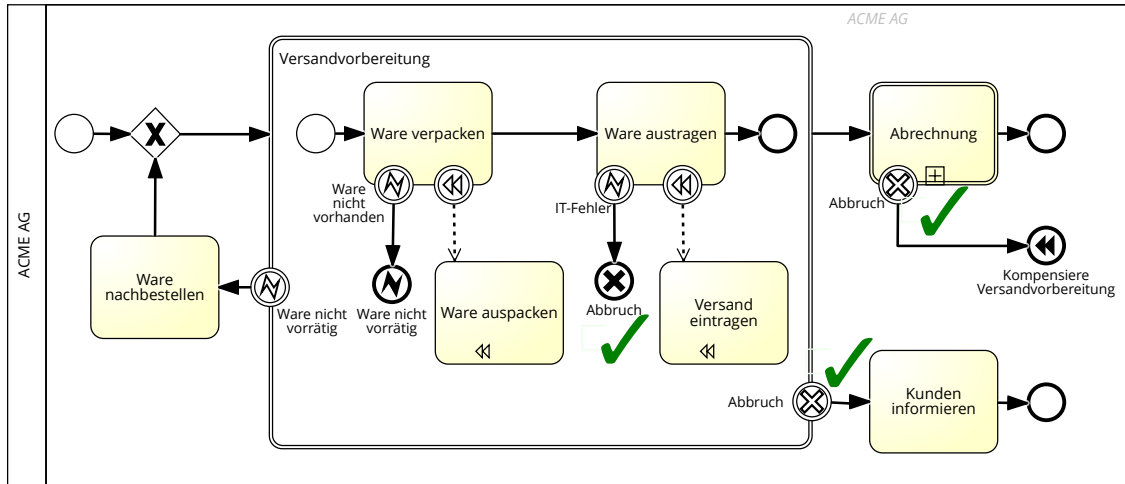 ACME AG
ACME AG
Versandvorbereitung
Ware verpacken
Ware austragen
Abrechnung
Ware
nicht
vorhanden
IT-Fehler
Abbruch
Ware
nachbestellen
Ware nicht
vorrätig
Ware nicht
vorrätig
Ware auspacken
Abbruch
Versand
eintragen
Kompensiere
Versandvorbereitung
Abbruch
Kunden
informieren